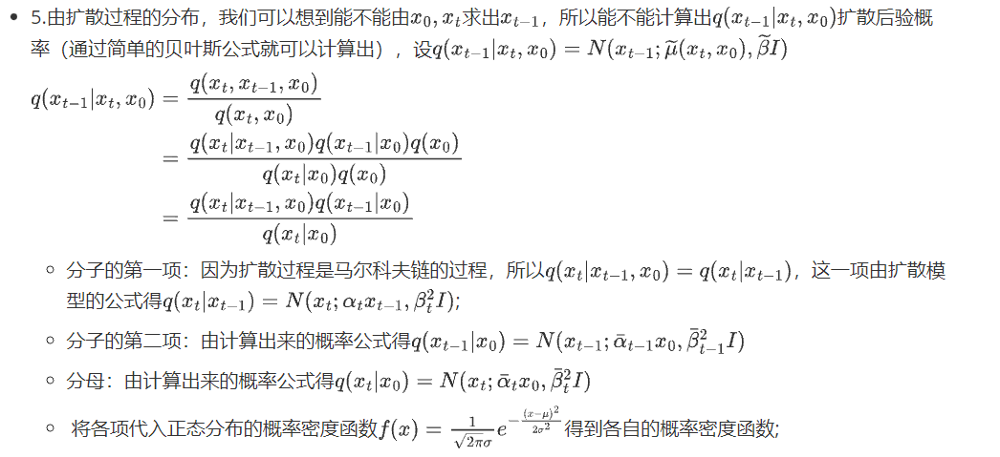 5.由扩散过程的分布，我们可以想到能不能由$x_0, x_t$求出$x_{t-1}$，所以能不能计算出$q(x_{t-1}|x_t, x_0)$扩散后验概
率（通过简单的贝叶斯公式就可以计算出），设$q(x_{t-1}|x_t, x_0) = N(x_{t-1}; \widetilde{\mu}(x_t, x_0), \widetilde{\beta}I)$
$q(x_{t-1}|x_t, x_0) = \frac{q(x_t, x_{t-1}, x_0)}{q(x_t, x_0)}$
$= \frac{q(x_t|x_{t-1}, x_0)q(x_{t-1}|x_0)q(x_0)}{q(x_t|x_0)q(x_0)}$
$= \frac{q(x_t|x_{t-1}, x_0)q(x_{t-1}|x_0)}{q(x_t|x_0)}$
分子的第一项：因为扩散过程是马尔科夫链的过程，所以$q(x_t|x_{t-1}, x_0) = q(x_t|x_{t-1})$，这一项由扩散模
型的公式得$q(x_t|x_{t-1}) = N(x_t; \alpha_t x_{t-1}, \beta_t^2 I)$;
分子的第二项：由计算出来的概率公式得$q(x_{t-1}|x_0) = N(x_{t-1}; \bar{\alpha}_{t-1}x_0, \bar{\beta}_{t-1}^2 I)$
分母：由计算出来的概率公式得$q(x_t|x_0) = N(x_t; \bar{\alpha}_t x_0, \bar{\beta}_t^2 I)$
将各项代入正态分布的概率密度函数$f(x) = \frac{1}{\sqrt{2\pi}\sigma} e^{-\frac{(x-\mu)^2}{2\sigma^2}}$得到各自的概率密度函数;